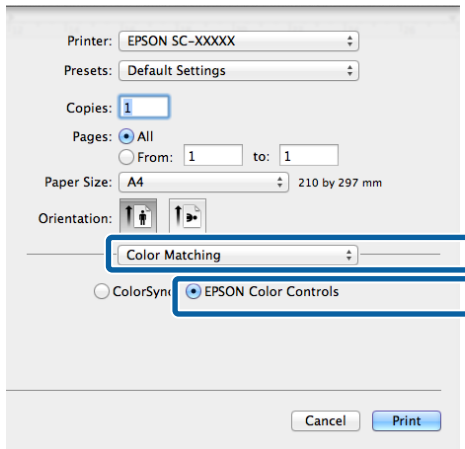 Printer: EPSON SC-XXXXX
Presets: Default Settings
Copies: 1
Pages: All
From: 1 to: 1
Paper Size: A4 210 by 297 mm
Orientation:
Color Matching
ColorSync EPSON Color Controls
Cancel Print